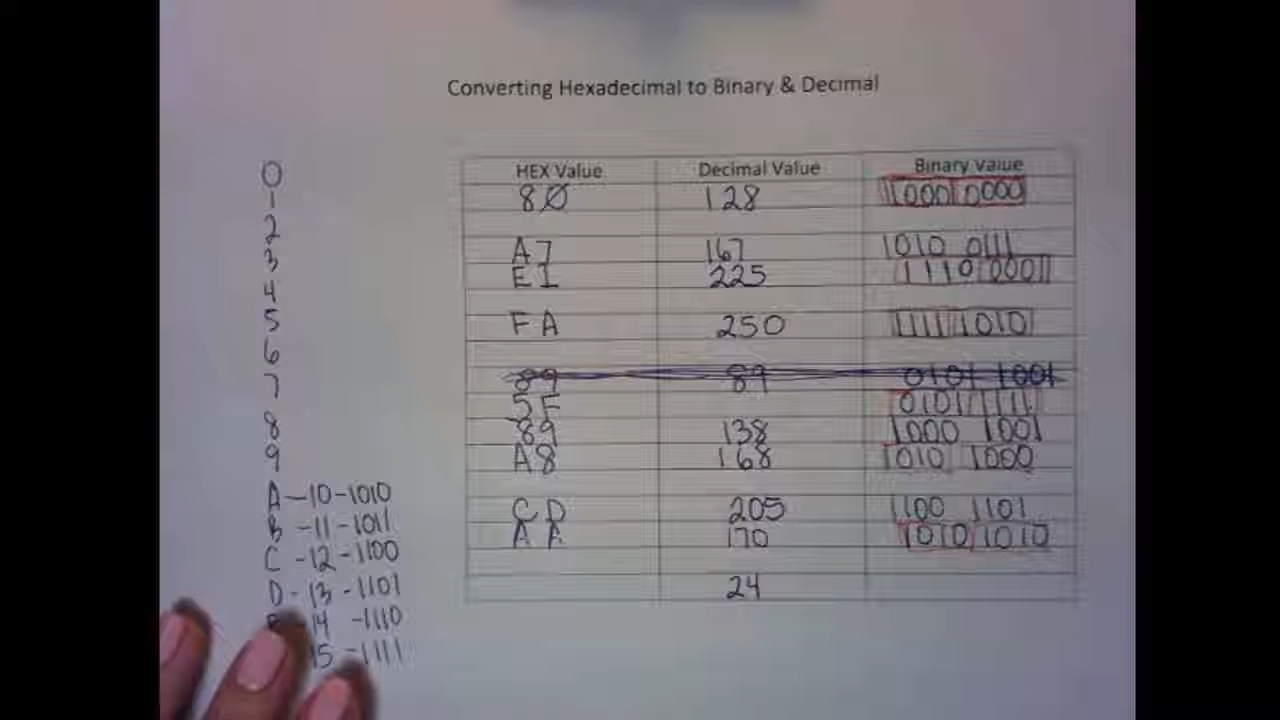 Converting Hexadecimal to Binary & Decimal
HEX Value Decimal Value Binary Value
80 128 1000 0000
A7 167 1010 0111
E1 225 1110 0001
FA 250 1111 1010
89 89 0101 1001
5F 0101 1111
89 138 1000 1001
A8 168 1010 1000
CD 205 1100 1101
AA 170 1010 1010
24
0
1
2
3
4
5
6
7
8
9
A-10-1010
B-11-1011
C-12-1100
D-13-1101
14-1110
15-1111